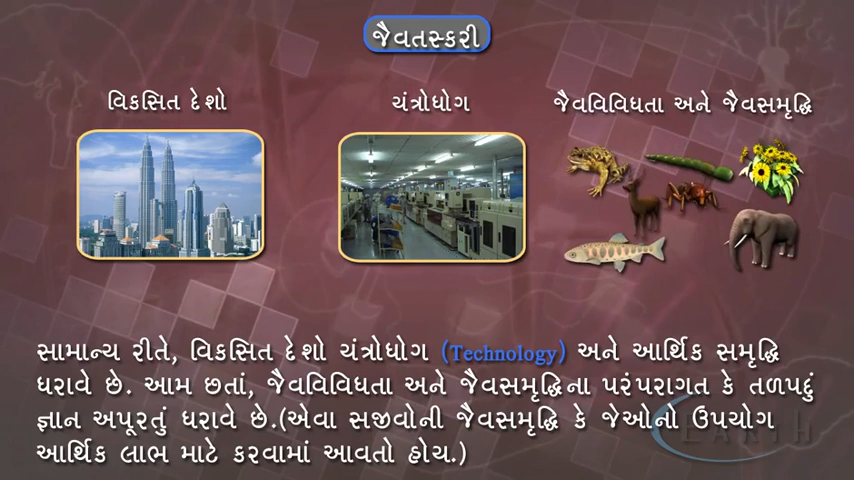 જૈવતસ્કરી
વિકસિત દેશો
યંત્રોધોગ
જૈવવિવિધતા અને જૈવસમૃદ્ધિ
સામાન્ય રીતે, વિકસિત દેશો યંત્રોધોગ (Technology) અને આર્થિક સમૃદ્ધિ
ધરાવે છે. આમ છતાં, જૈવવિવિધતા અને જૈવસમૃદ્ધિના પરંપરાગત કે તળપદું
જ્ઞાન અપૂરતું ધરાવે છે.(એવા સજીવોની જૈવસમૃદ્ધિ કે જેઓનો ઉપયોગ
આર્થિક લાભ માટે કરવામાં આવતો હોય.)
EARTH